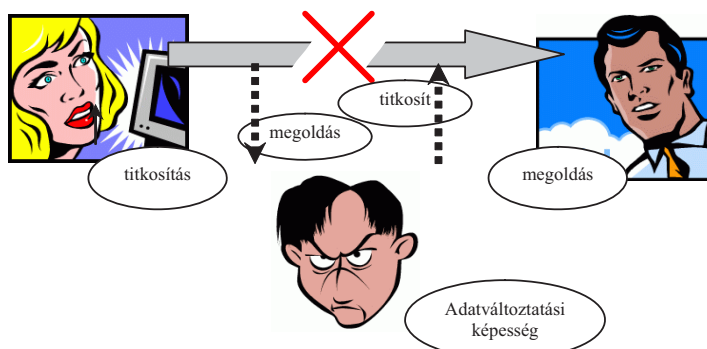 titkosít
megoldás
titkosítás
megoldás
Adatváltoztatási
képesség